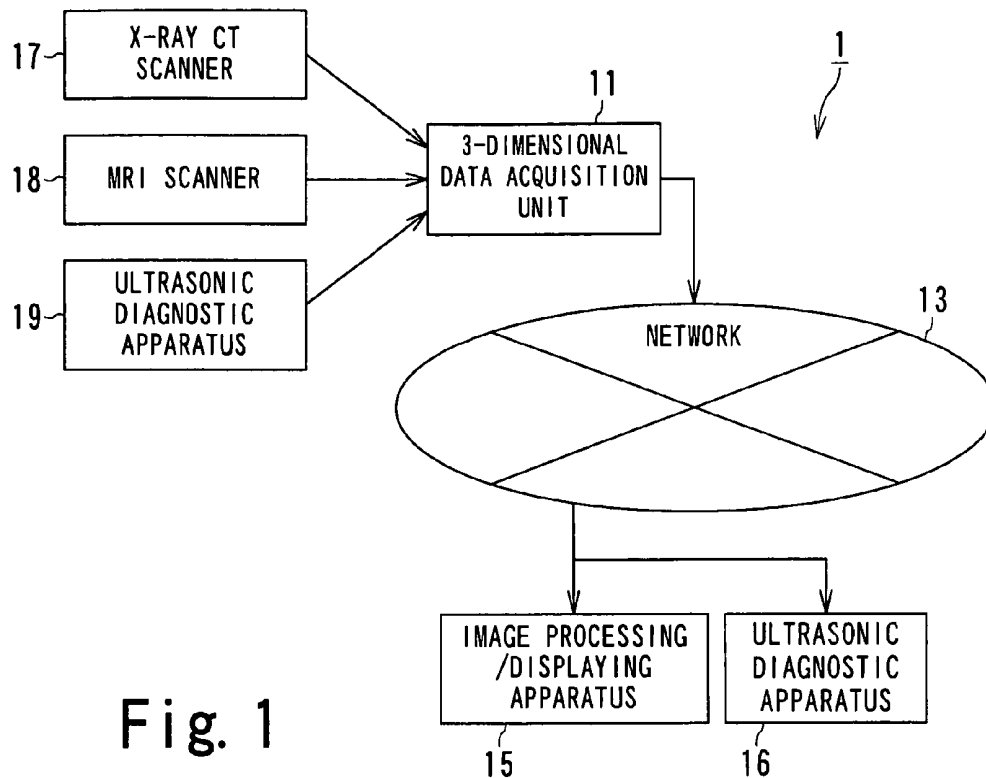 17
X-RAY CT
SCANNER
1
11
18
MRI SCANNER
3-DIMENSIONAL
DATA ACQUISITION
UNIT
19
ULTRASONIC
DIAGNOSTIC
APPARATUS
13
NETWORK
IMAGE PROCESSING
/DISPLAYING
APPARATUS
ULTRASONIC
DIAGNOSTIC
APPARATUS
15
16
Fig. 1